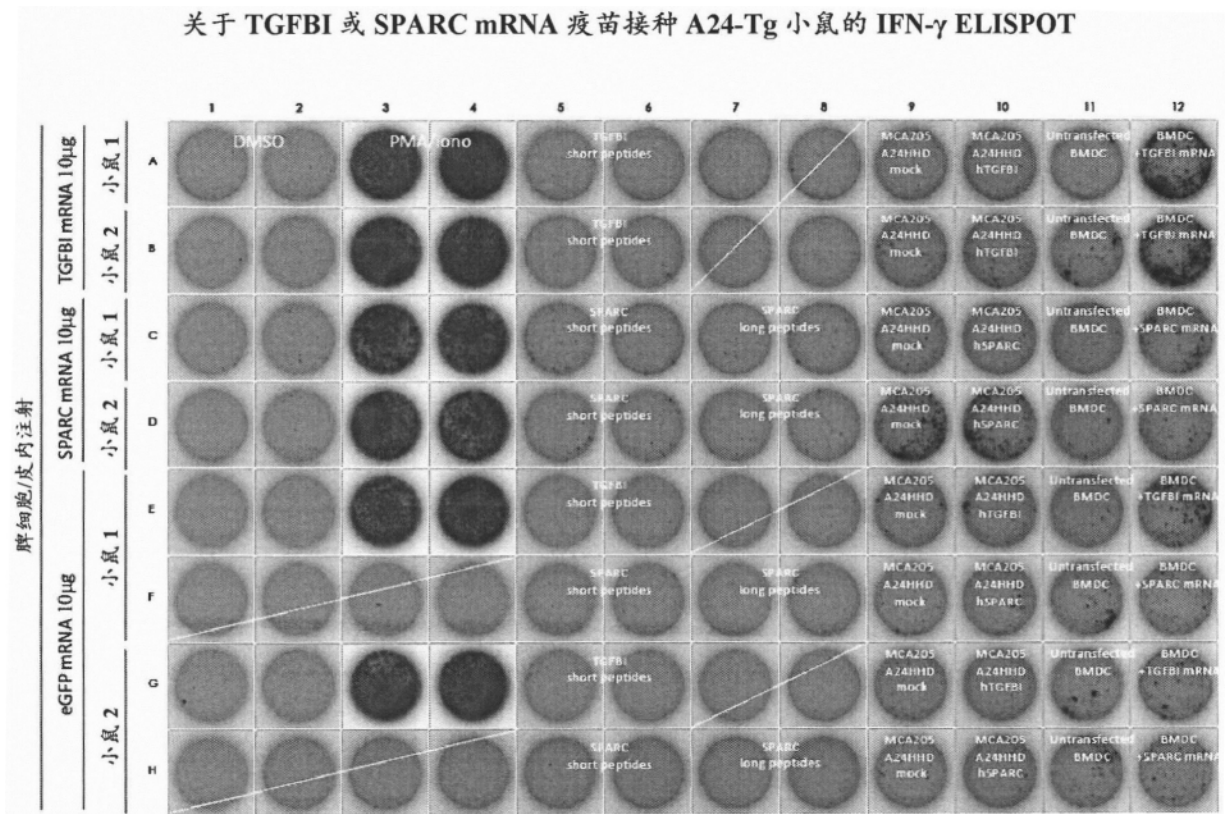 关于 TGFBI 或 SPARC mRNA 疫苗接种 A24-Tg 小鼠的 IFN-γ ELISPOT
1 2 3 4 5 6 7 8 9 10 11 12
脾细胞/皮内注射
TGFBI mRNA 10μg
小鼠 1
A
DMSO
PMA/iono
TGFBI
short peptides
MCA205
A24HHD
mock
MCA205
A24HHD
hTGFBI
Untransfected
BMDC
BMDC
+TGFBI mRNA
小鼠 2
B
TGFBI
short peptides
MCA205
A24HHD
mock
MCA205
A24HHD
hTGFBI
Untransfected
BMDC
BMDC
+TGFBI mRNA
SPARC mRNA 10μg
小鼠 1
C
SPARC
short peptides
SPARC
long peptides
MCA205
A24HHD
mock
MCA205
A24HHD
hSPARC
Untransfected
BMDC
BMDC
+SPARC mRNA
小鼠 2
D
SPARC
short peptides
SPARC
long peptides
MCA205
A24HHD
mock
MCA205
A24HHD
hSPARC
Untransfected
BMDC
BMDC
+SPARC mRNA
eGFP mRNA 10μg
小鼠 1
E
TGFBI
short peptides
MCA205
A24HHD
mock
MCA205
A24HHD
hTGFBI
Untransfected
BMDC
BMDC
+TGFBI mRNA
F
SPARC
short peptides
SPARC
long peptides
MCA205
A24HHD
mock
MCA205
A24HHD
hSPARC
Untransfected
BMDC
BMDC
+SPARC mRNA
小鼠 2
G
TGFBI
short peptides
MCA205
A24HHD
mock
MCA205
A24HHD
hTGFBI
Untransfected
BMDC
BMDC
+TGFBI mRNA
H
SPARC
short peptides
SPARC
long peptides
MCA205
A24HHD
mock
MCA205
A24HHD
hSPARC
Untransfected
BMDC
BMDC
+SPARC mRNA